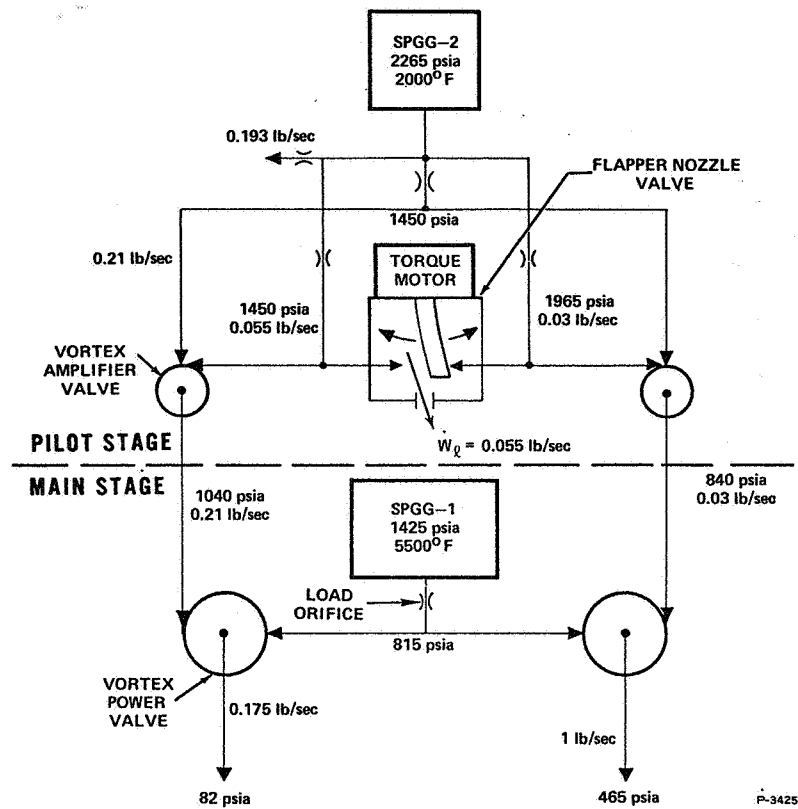 SPGG-2
2265 psia
2000° F
0.193 lb/sec
FLAPPER NOZZLE
VALVE
1450 psia
0.21 lb/sec
TORQUE
MOTOR
1450 psia
0.055 lb/sec
1965 psia
0.03 lb/sec
VORTEX
AMPLIFIER
VALVE
PILOT STAGE
Wℓ = 0.055 lb/sec
MAIN STAGE
1040 psia
0.21 lb/sec
SPGG-1
1425 psia
5500° F
840 psia
0.03 lb/sec
LOAD
ORIFICE
815 psia
VORTEX
POWER
VALVE
0.175 lb/sec
1 lb/sec
82 psia
465 psia
P-3425